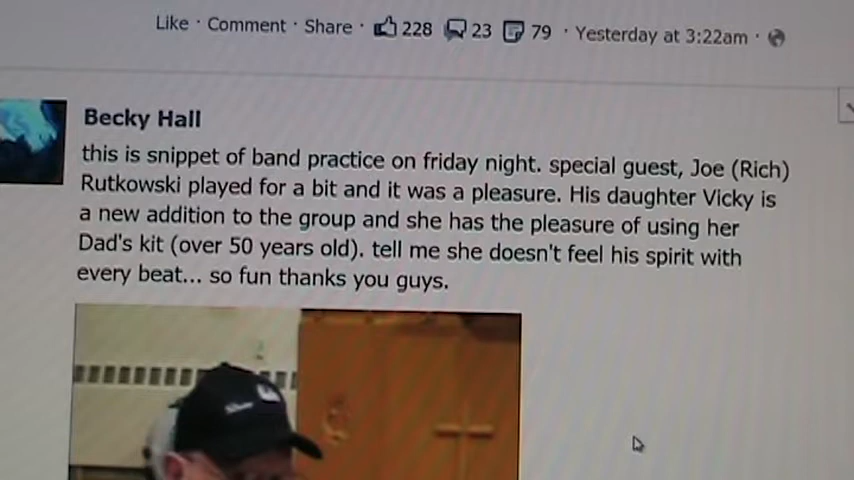 Like · Comment · Share · 228 23 79 · Yesterday at 3:22am ·
Becky Hall
this is snippet of band practice on friday night. special guest, Joe (Rich)
Rutkowski played for a bit and it was a pleasure. His daughter Vicky is
a new addition to the group and she has the pleasure of using her
Dad's kit (over 50 years old). tell me she doesn't feel his spirit with
every beat... so fun thanks you guys.